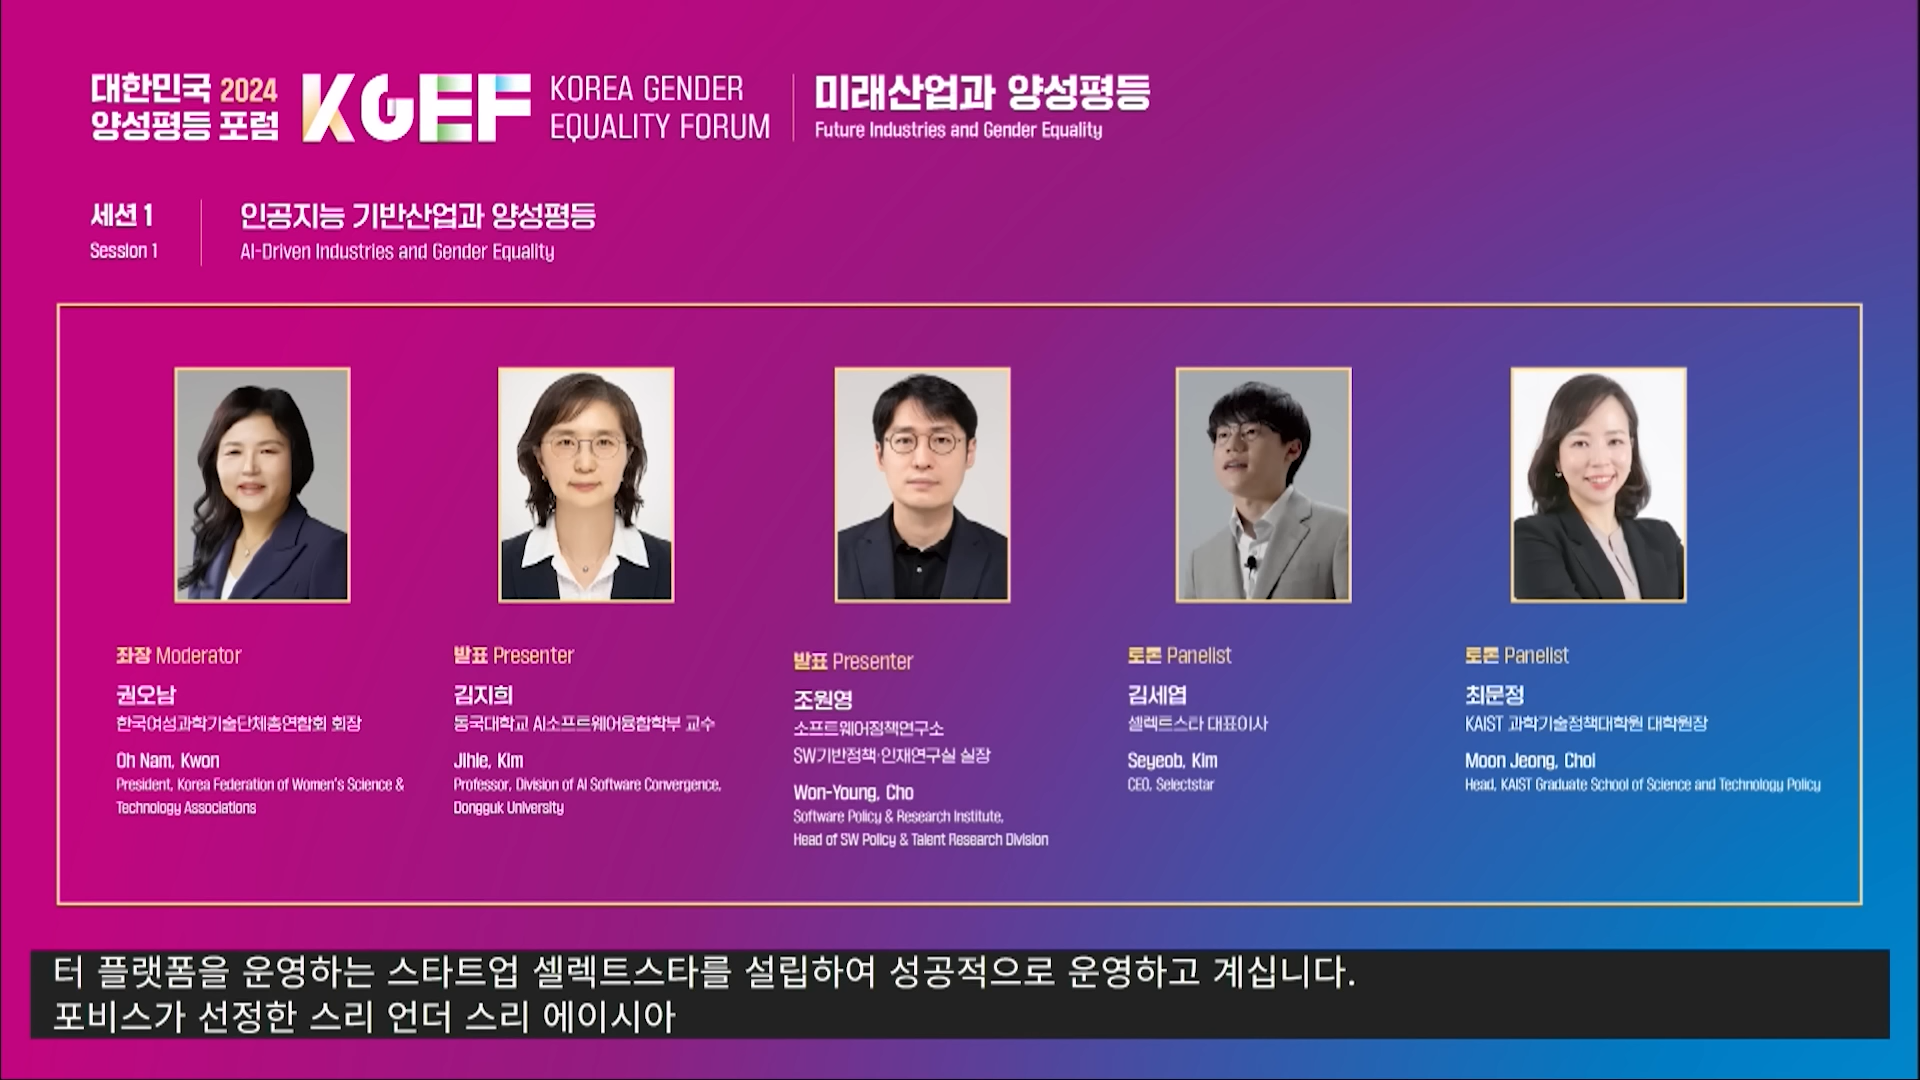 대한민국 2024
양성평등 포럼
KGEF
KOREA GENDER
EQUALITY FORUM
미래산업과 양성평등
Future Industries and Gender Equality
세션 1
Session 1
인공지능 기반산업과 양성평등
AI-Driven Industries and Gender Equality
좌장 Moderator
권오남
한국여성과학기술단체총연합회 회장
Oh Nam, Kwon
President, Korea Federation of Women's Science &
Technology Associations
발표 Presenter
김지희
동국대학교 AI소프트웨어융합학부 교수
Jihie, Kim
Professor, Division of AI Software Convergence,
Dongguk University
발표 Presenter
조원영
소프트웨어정책연구소
SW기반정책·인재연구실 실장
Won-Young, Cho
Software Policy & Research Institute,
Head of SW Policy & Talent Research Division
토론 Panelist
김세엽
셀렉트스타 대표이사
Seyeob, Kim
CEO, Selectstar
토론 Panelist
최문정
KAIST 과학기술정책대학원 대학원장
Moon Jeong, Choi
Head, KAIST Graduate School of Science and Technology Policy
터 플랫폼을 운영하는 스타트업 셀렉트스타를 설립하여 성공적으로 운영하고 계십니다.
포비스가 선정한 스리 언더 스리 에이시아